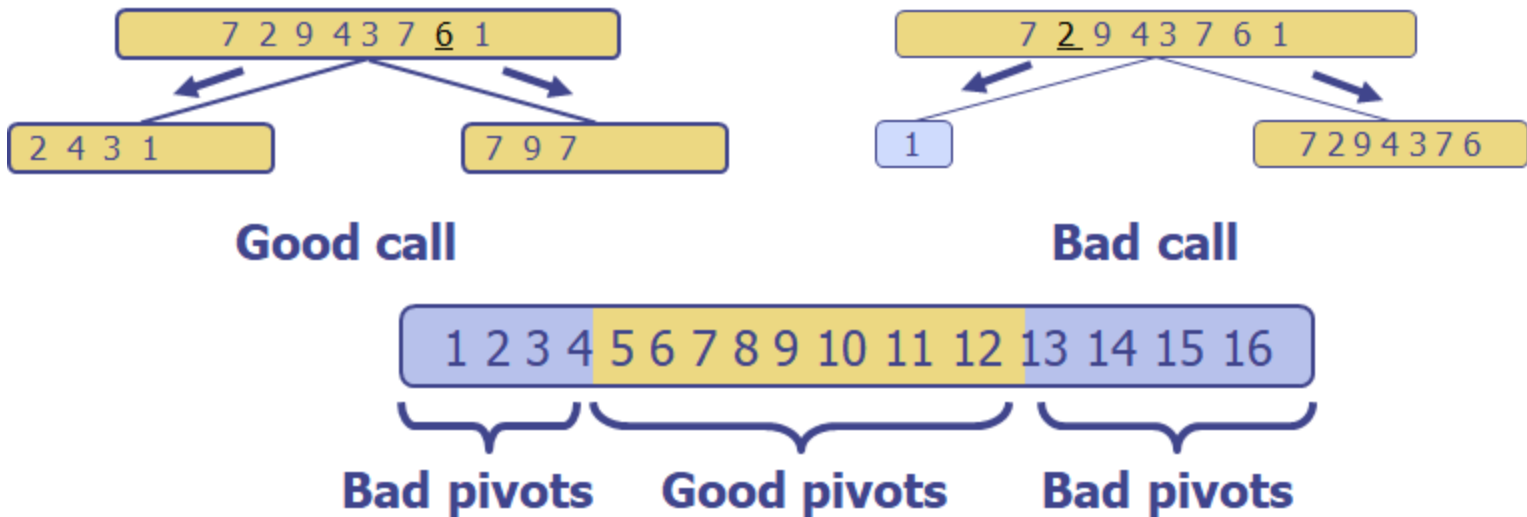 7 2 9 4 3 7 6 1
7 2 9 4 3 7 6 1
2 4 3 1
7 9 7
1
7 2 9 4 3 7 6
Good call
Bad call
1 2 3 4 5 6 7 8 9 10 11 12 13 14 15 16
Bad pivots
Good pivots
Bad pivots